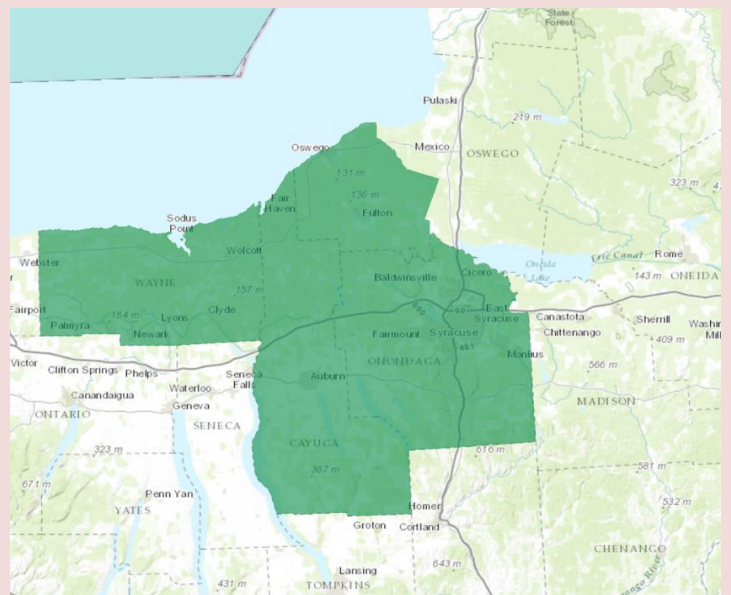 State
Forest
Pulaski
219 m
Oswego
Mexico
OSWEGO
131 m
323 m
136 m
Fair
Haven
Fulton
Sodus
Point
Wolcott
Webster
Cicero
Oneida
Lake
Erie Canal
Rome
Baldwinsville
143 m
ONEIDA
WAYNE
157 m
Fairport
184 m
Lyons
Clyde
690
90
East
Syracuse
Canastota
Sherrill
Palmyra
Newark
Fairmount
Syracuse
Chittenango
409 m
481
Manlius
Victor
Clifton Springs
Phelps
Seneca
Falls
Auburn
ONONDAGA
566 m
Waterloo
Canandaigua
Geneva
MADISON
ONTARIO
SENECA
CAYUGA
323 m
616 m
367 m
581 m
671 m
Penn Yan
532 m
YATES
Homer
Groton
Cortland
CHENANGO
643 m
Lansing
431 m
TOMPKINS